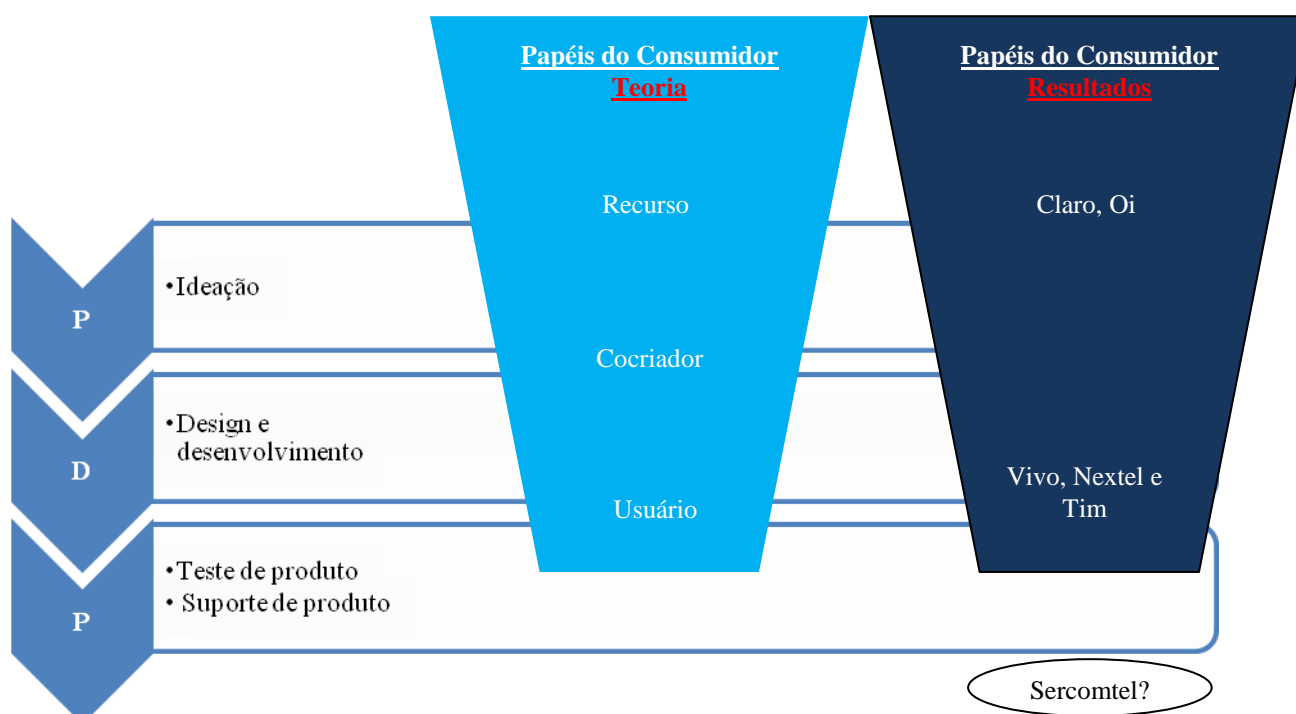 Papéis do Consumidor
Teoria
Papéis do Consumidor
Resultados
Recurso
Claro, Oi
P
•Ideação
Cocriador
D
•Design e
desenvolvimento
Usuário
Vivo, Nextel e
Tim
P
•Teste de produto
• Suporte de produto
Sercomtel?